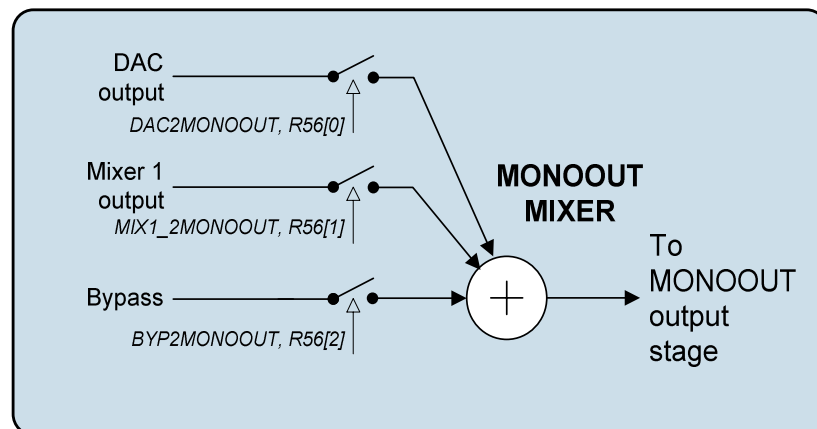 DAC
output
DAC2MONOOUT, R56[0]
Mixer 1
output
MIX1_2MONOOUT, R56[1]
MONOOUT
MIXER
Bypass
BYP2MONOOUT, R56[2]
+
To
MONOOUT
output
stage